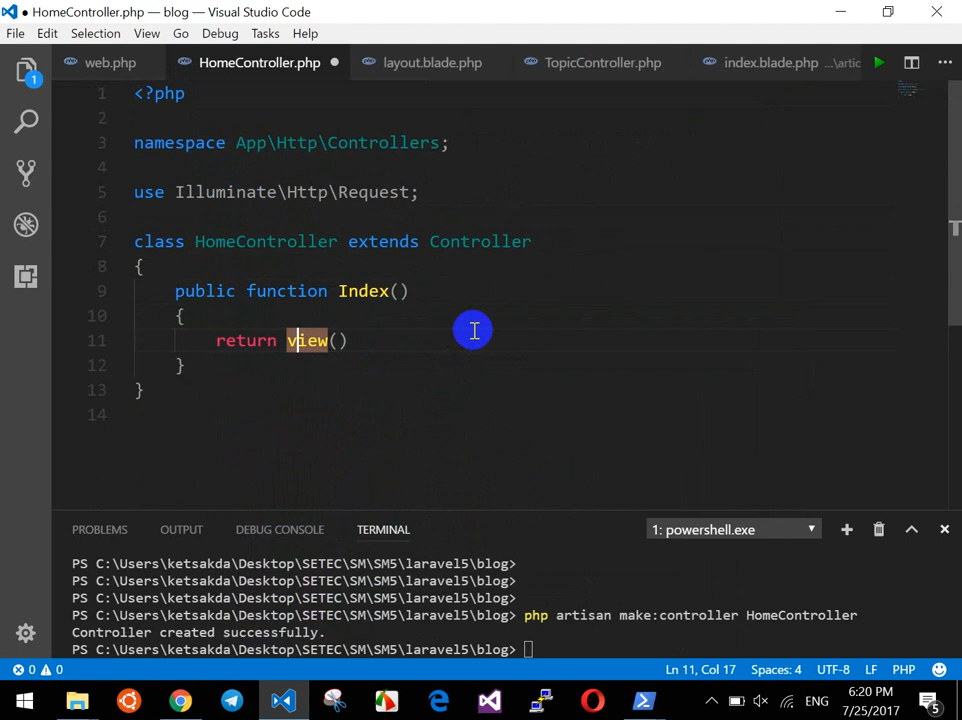 ● HomeController.php — blog — Visual Studio Code
File Edit Selection View Go Debug Tasks Help
1 web.php HomeController.php ● layout.blade.php TopicController.php index.blade.php ...\artic
1 <?php
2
3 namespace App\Http\Controllers;
4
5 use Illuminate\Http\Request;
6
7 class HomeController extends Controller
8 {
9 public function Index()
10 {
11 return view()
12 }
13 }
14
PROBLEMS OUTPUT DEBUG CONSOLE TERMINAL 1: powershell.exe
PS C:\Users\ketsakda\Desktop\SETEC\SM\SM5\laravel5\blog>
PS C:\Users\ketsakda\Desktop\SETEC\SM\SM5\laravel5\blog>
PS C:\Users\ketsakda\Desktop\SETEC\SM\SM5\laravel5\blog>
PS C:\Users\ketsakda\Desktop\SETEC\SM\SM5\laravel5\blog> php artisan make:controller HomeController
Controller created successfully.
PS C:\Users\ketsakda\Desktop\SETEC\SM\SM5\laravel5\blog>
0 0 Ln 11, Col 17 Spaces: 4 UTF-8 LF PHP
ENG 6:20 PM
7/25/2017 5